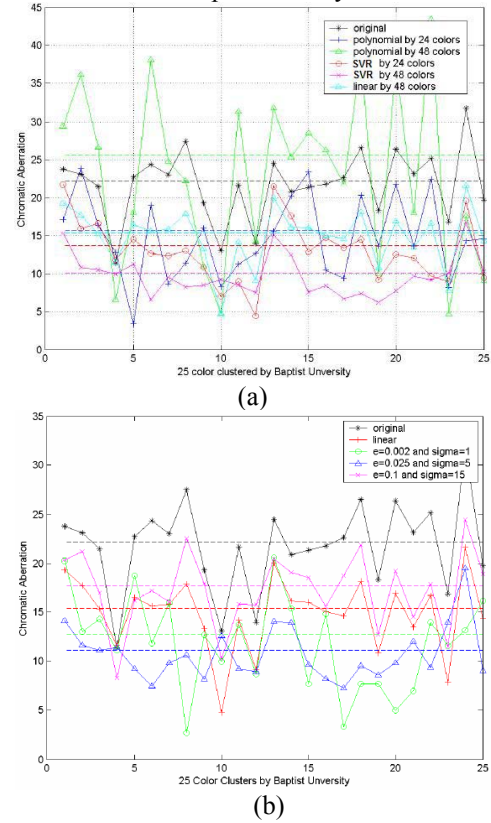 45
40
35
30
25
20
15
10
5
0
Chromatic Aberration
original
polynomial by 24 colors
polynomial by 48 colors
SVR by 24 colors
SVR by 48 colors
linear by 48 colors
0 5 10 15 20 25
25 color clustered by Baptist Unversity
(a)
35
30
25
20
15
10
5
0
Chromatic Aberration
original
linear
e=0.002 and sigma=1
e=0.025 and sigma=5
e=0.1 and sigma=15
0 5 10 15 20 25
25 Color Clusters by Baptist Unversity
(b)